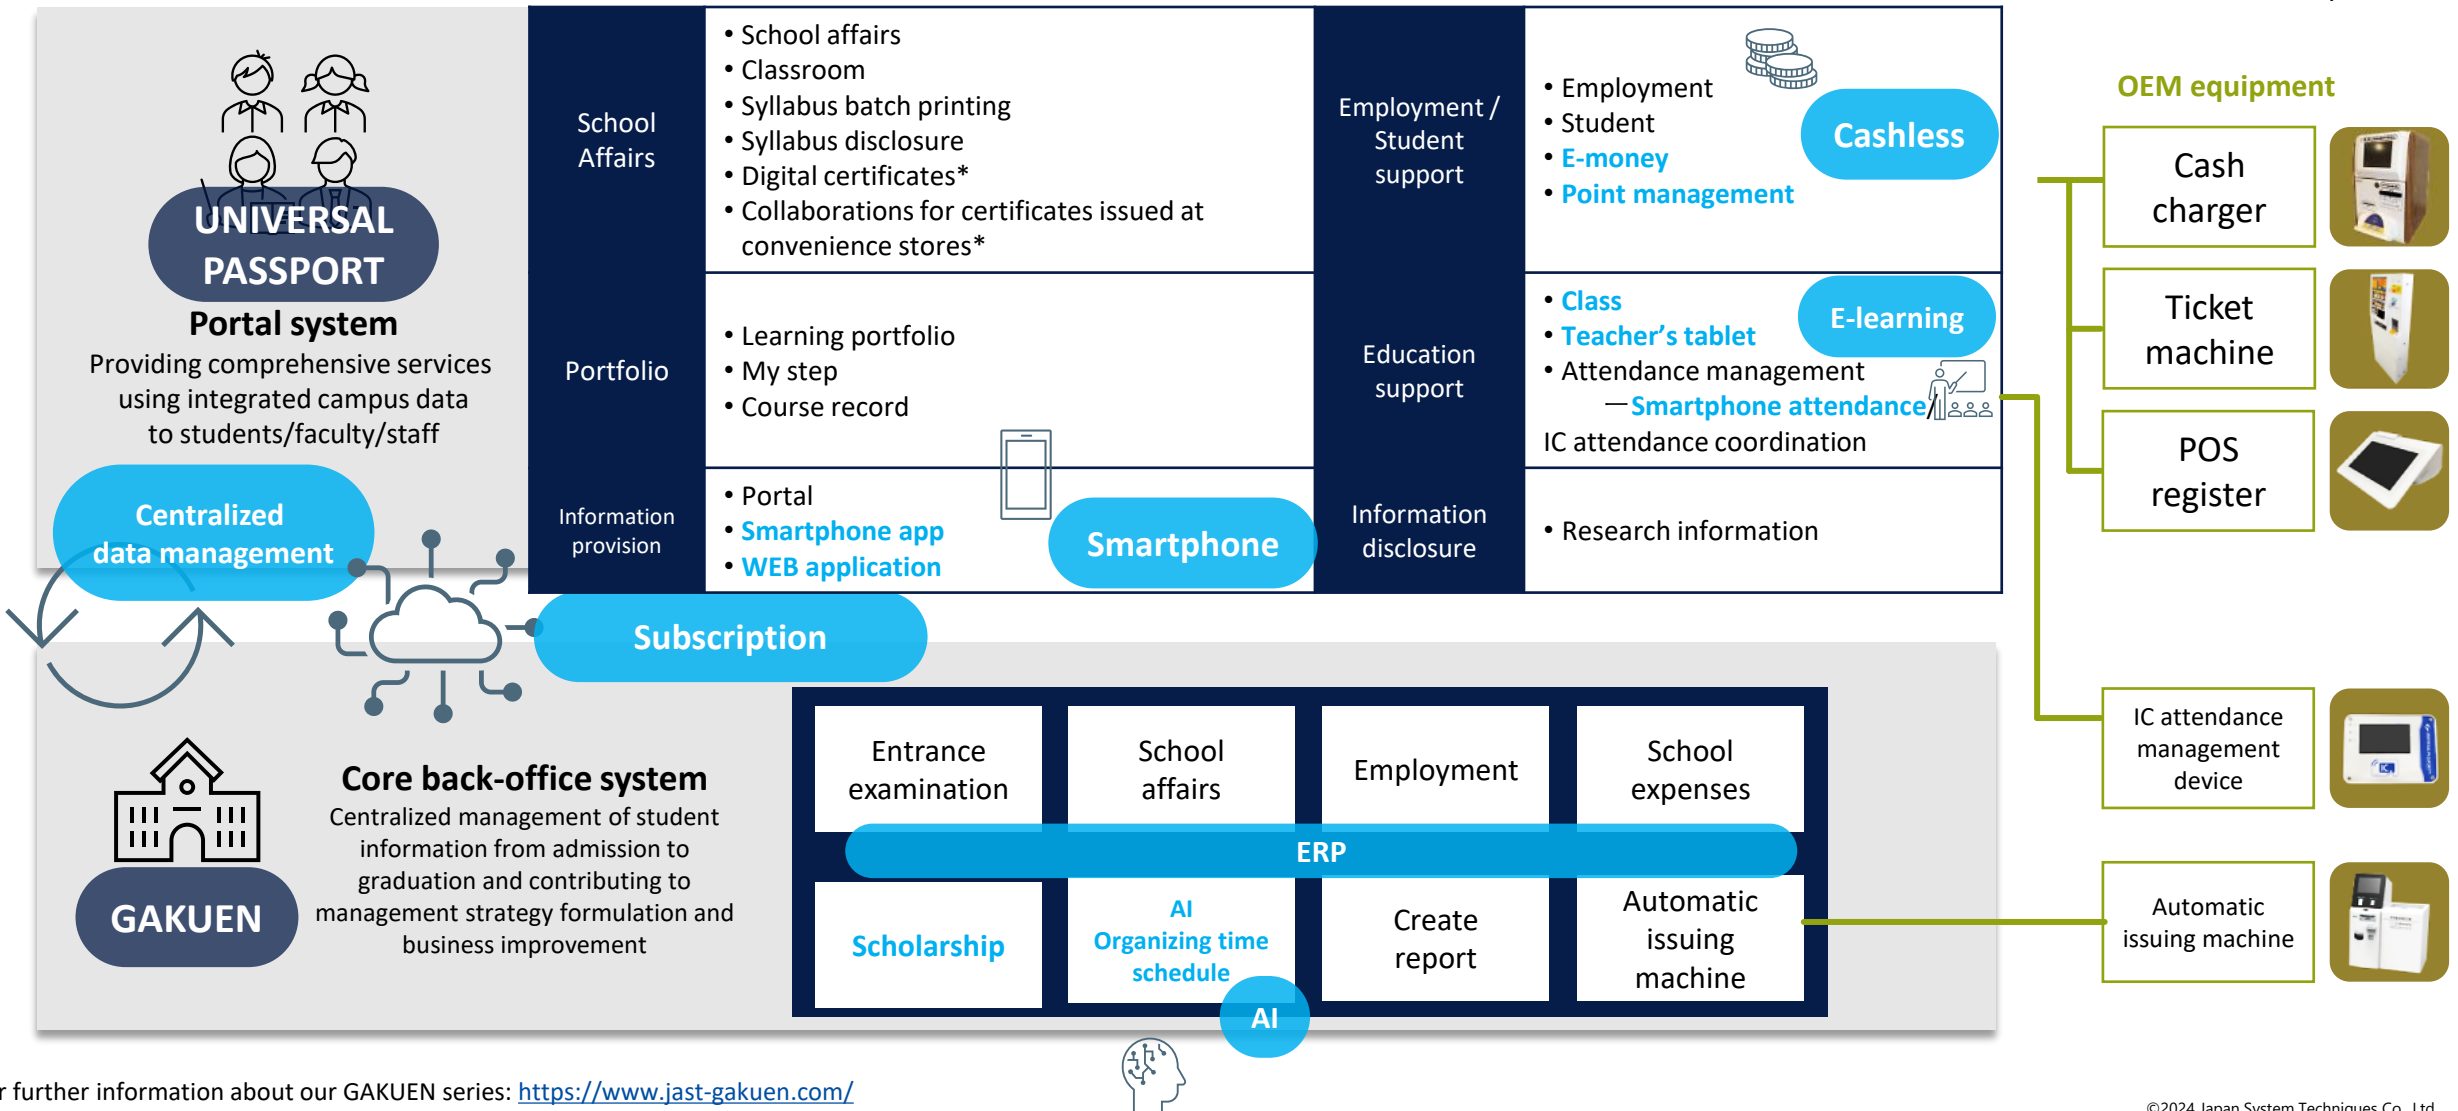 UNIVERSAL
PASSPORT
Portal system
Providing comprehensive services
using integrated campus data
to students/faculty/staff
Centralized
data management
School
Affairs
• School affairs
• Classroom
• Syllabus batch printing
• Syllabus disclosure
• Digital certificates*
• Collaborations for certificates issued at
convenience stores*
Employment /
Student
support
• Employment
• Student
• E-money
• Point management
Cashless
Portfolio
• Learning portfolio
• My step
• Course record
Education
support
• Class
• Teacher's tablet
• Attendance management
—Smartphone attendance/
IC attendance coordination
E-learning
Information
provision
• Portal
• Smartphone app
• WEB application
Smartphone
Information
disclosure
• Research information
OEM equipment
Cash
charger
Ticket
machine
POS
register
IC attendance
management
device
Automatic
issuing machine
Subscription
GAKUEN
Core back-office system
Centralized management of student
information from admission to
graduation and contributing to
management strategy formulation and
business improvement
Entrance
examination
School
affairs
Employment
School
expenses
ERP
Scholarship
AI
Organizing time
schedule
AI
Create
report
Automatic
issuing
machine
r further information about our GAKUEN series: https://www.jast-gakuen.com/
©2024 Japan System Techniques Co., Ltd.